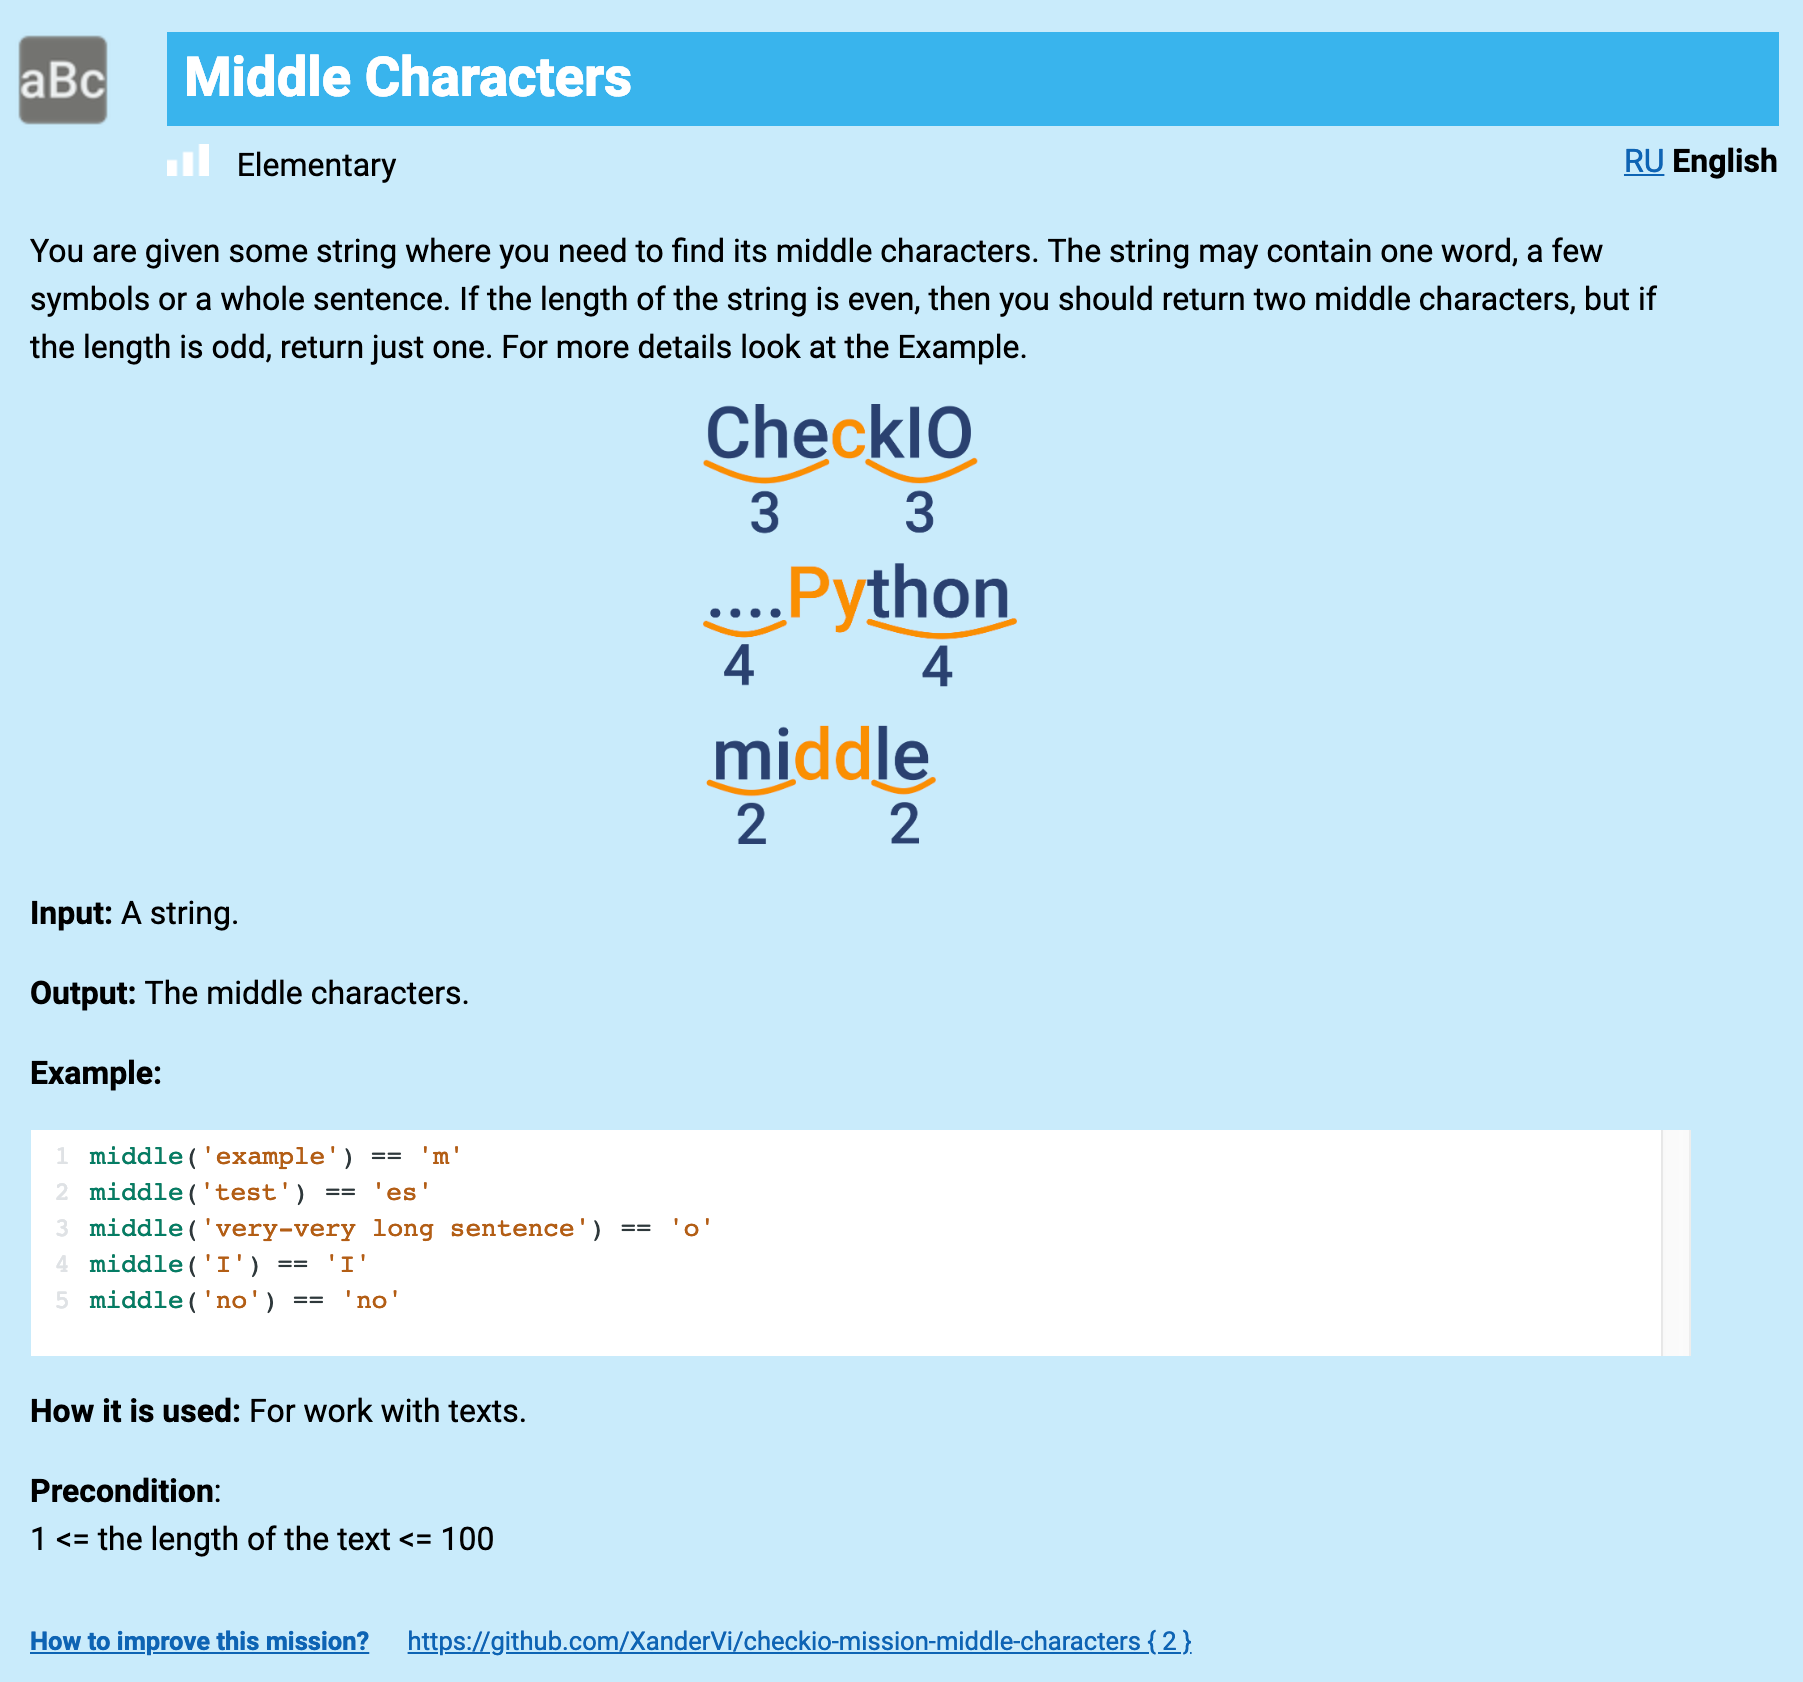 aBc
Middle Characters
Elementary
RU English
You are given some string where you need to find its middle characters. The string may contain one word, a few
symbols or a whole sentence. If the length of the string is even, then you should return two middle characters, but if
the length is odd, return just one. For more details look at the Example.
CheckIO
3 3
....Python
4 4
middle
2 2
Input: A string.
Output: The middle characters.
Example:
1 middle('example') == 'm'
2 middle('test') == 'es'
3 middle('very-very long sentence') == 'o'
4 middle('I') == 'I'
5 middle('no') == 'no'
How it is used: For work with texts.
Precondition:
1 <= the length of the text <= 100
How to improve this mission? https://github.com/XanderVi/checkio-mission-middle-characters { 2 }